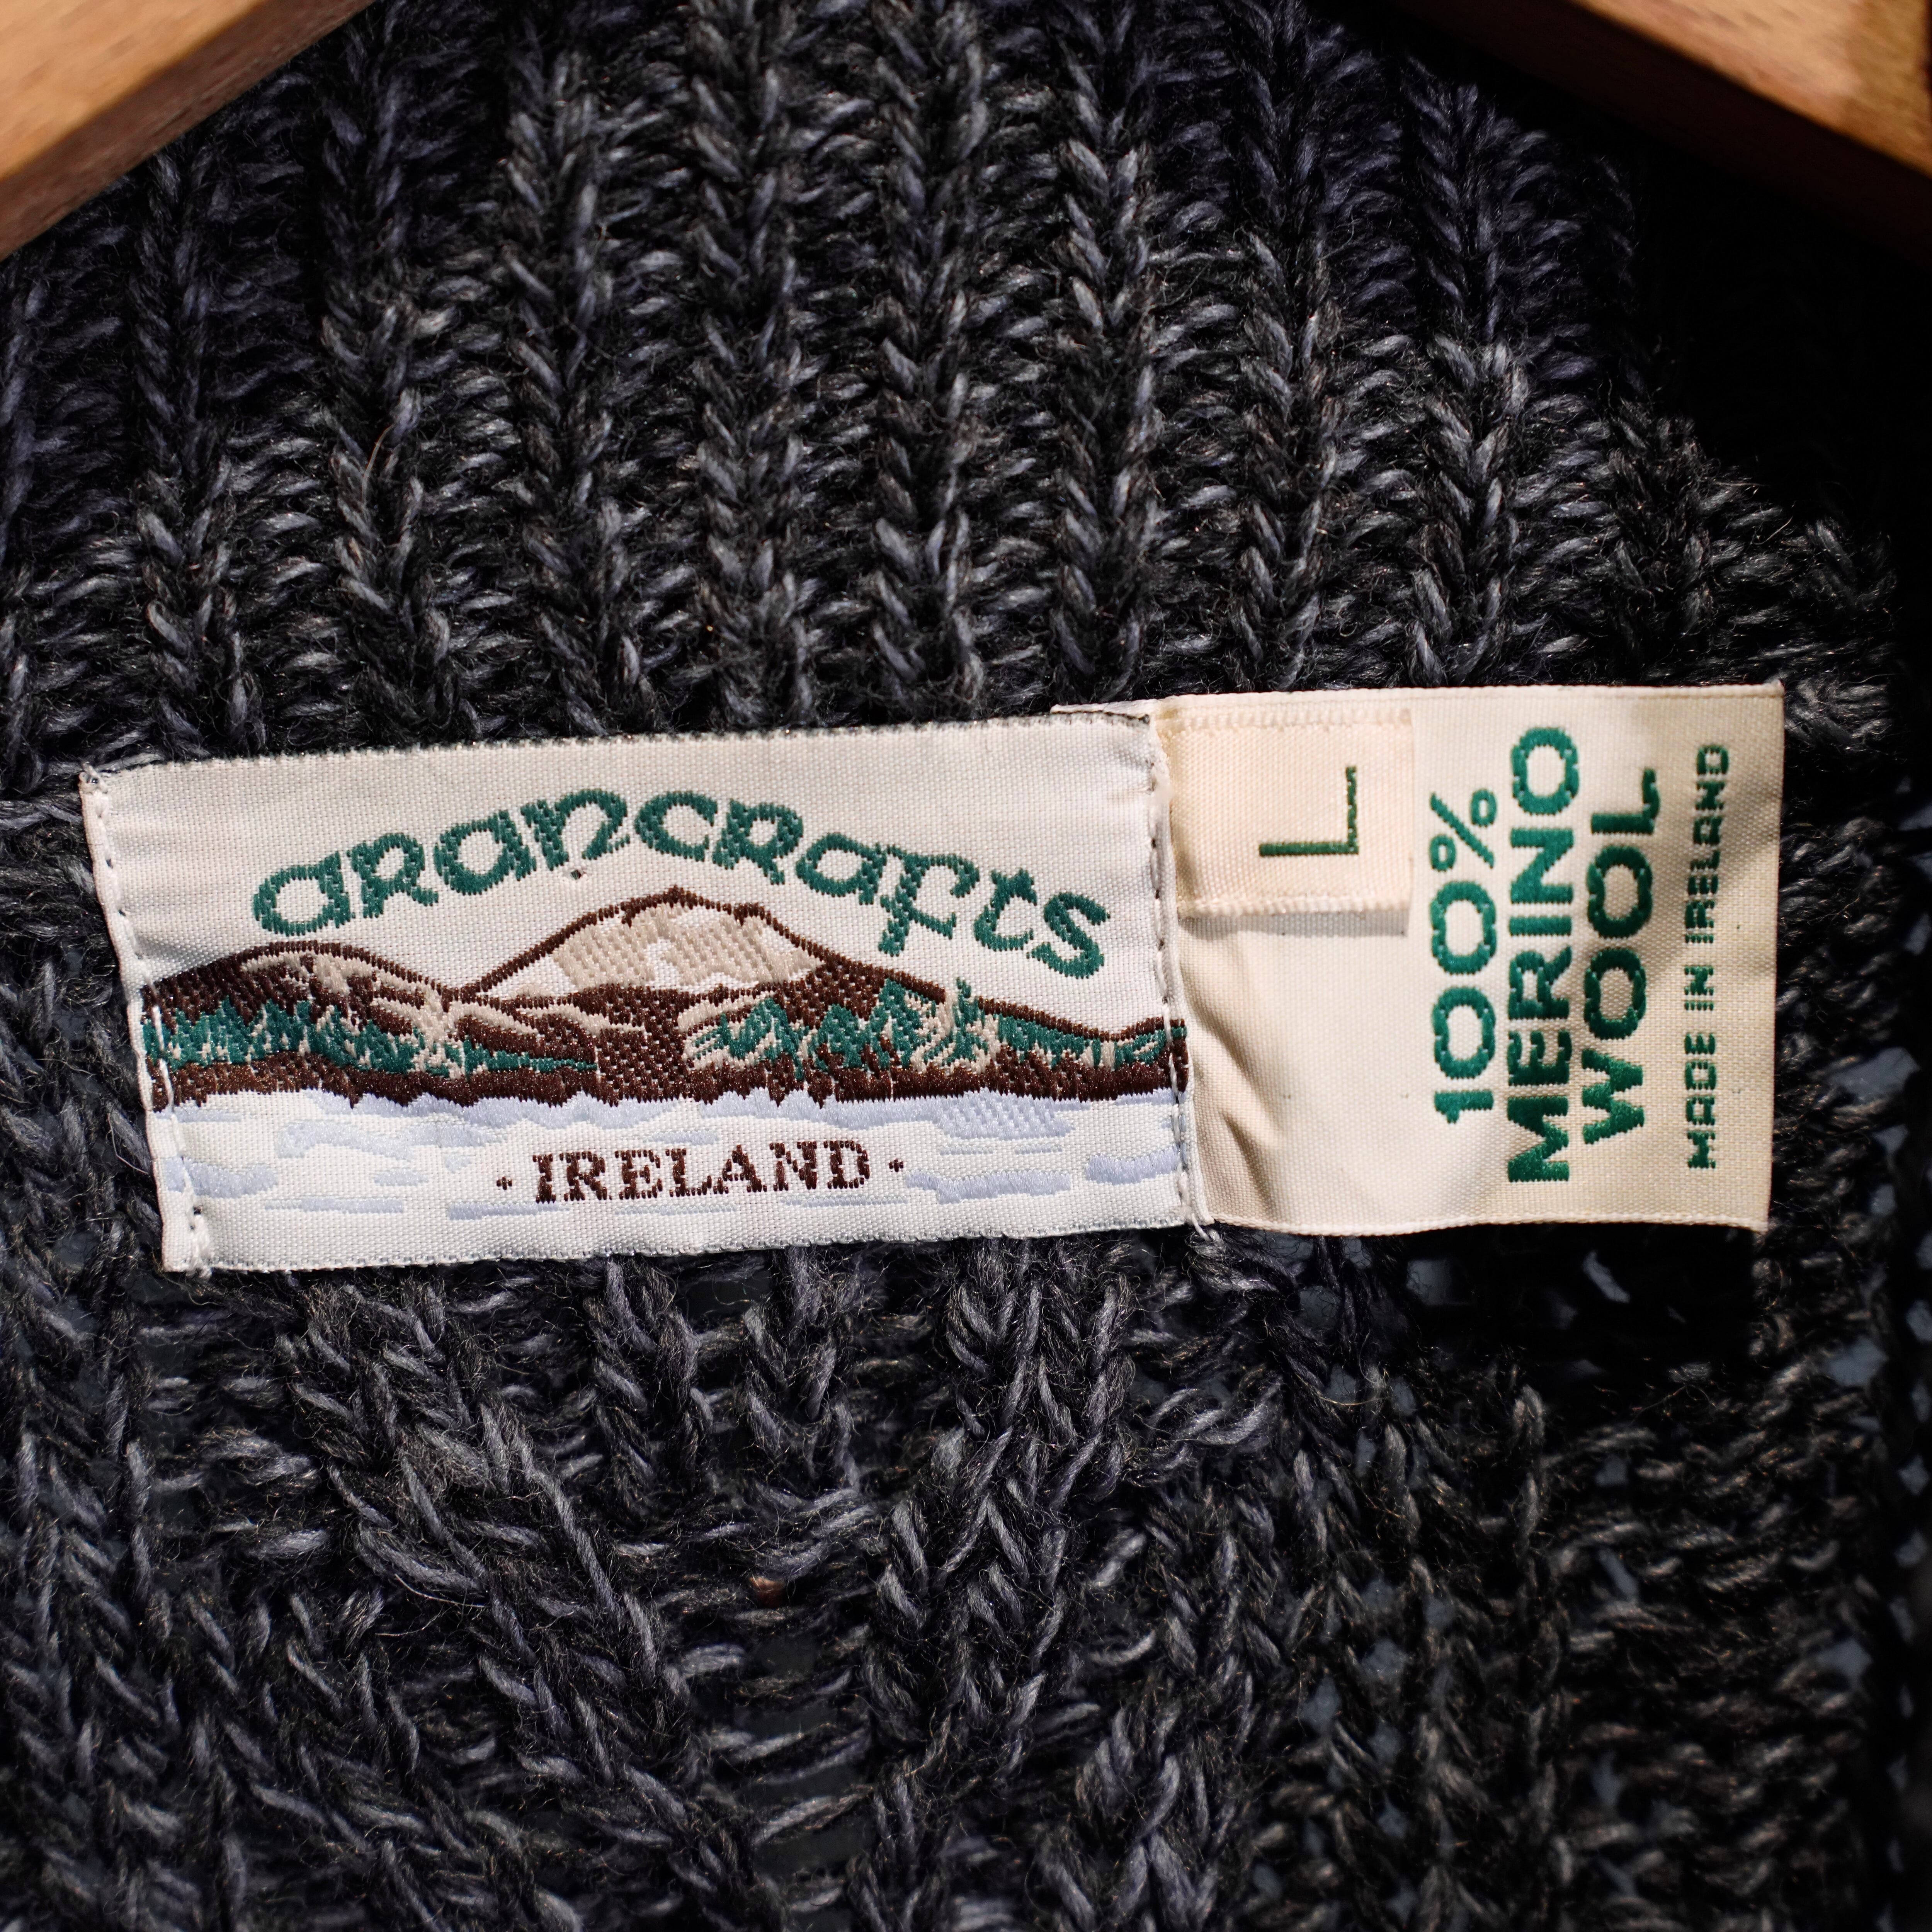 arancrafts
· IRELAND ·
L
100%
MERINO
WOOL
MADE IN IRELAND